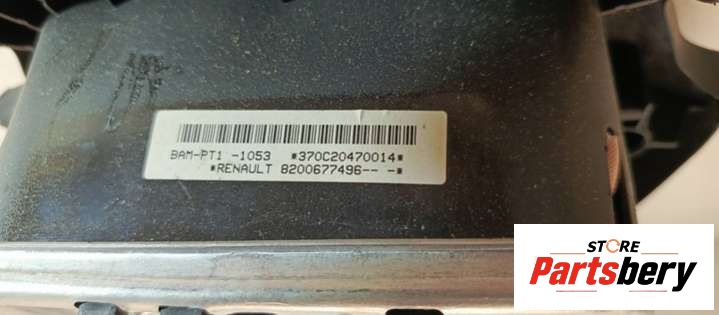 BAM-PT1 -1053 *370C20470014*
*RENAULT 8200677496-- -*
STORE
Partsbery